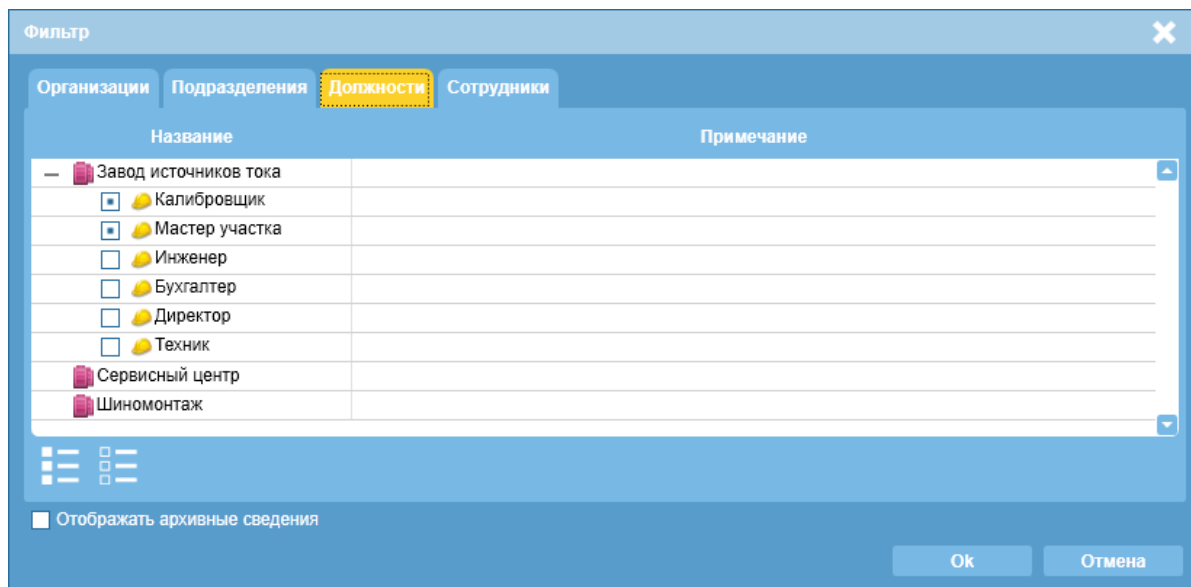 Фильтр
Организации Подразделения Должности Сотрудники
Название Примечание
Завод источников тока
Калибровщик
Мастер участка
Инженер
Бухгалтер
Директор
Техник
Сервисный центр
Шиномонтаж
Отображать архивные сведения
Ok Отмена